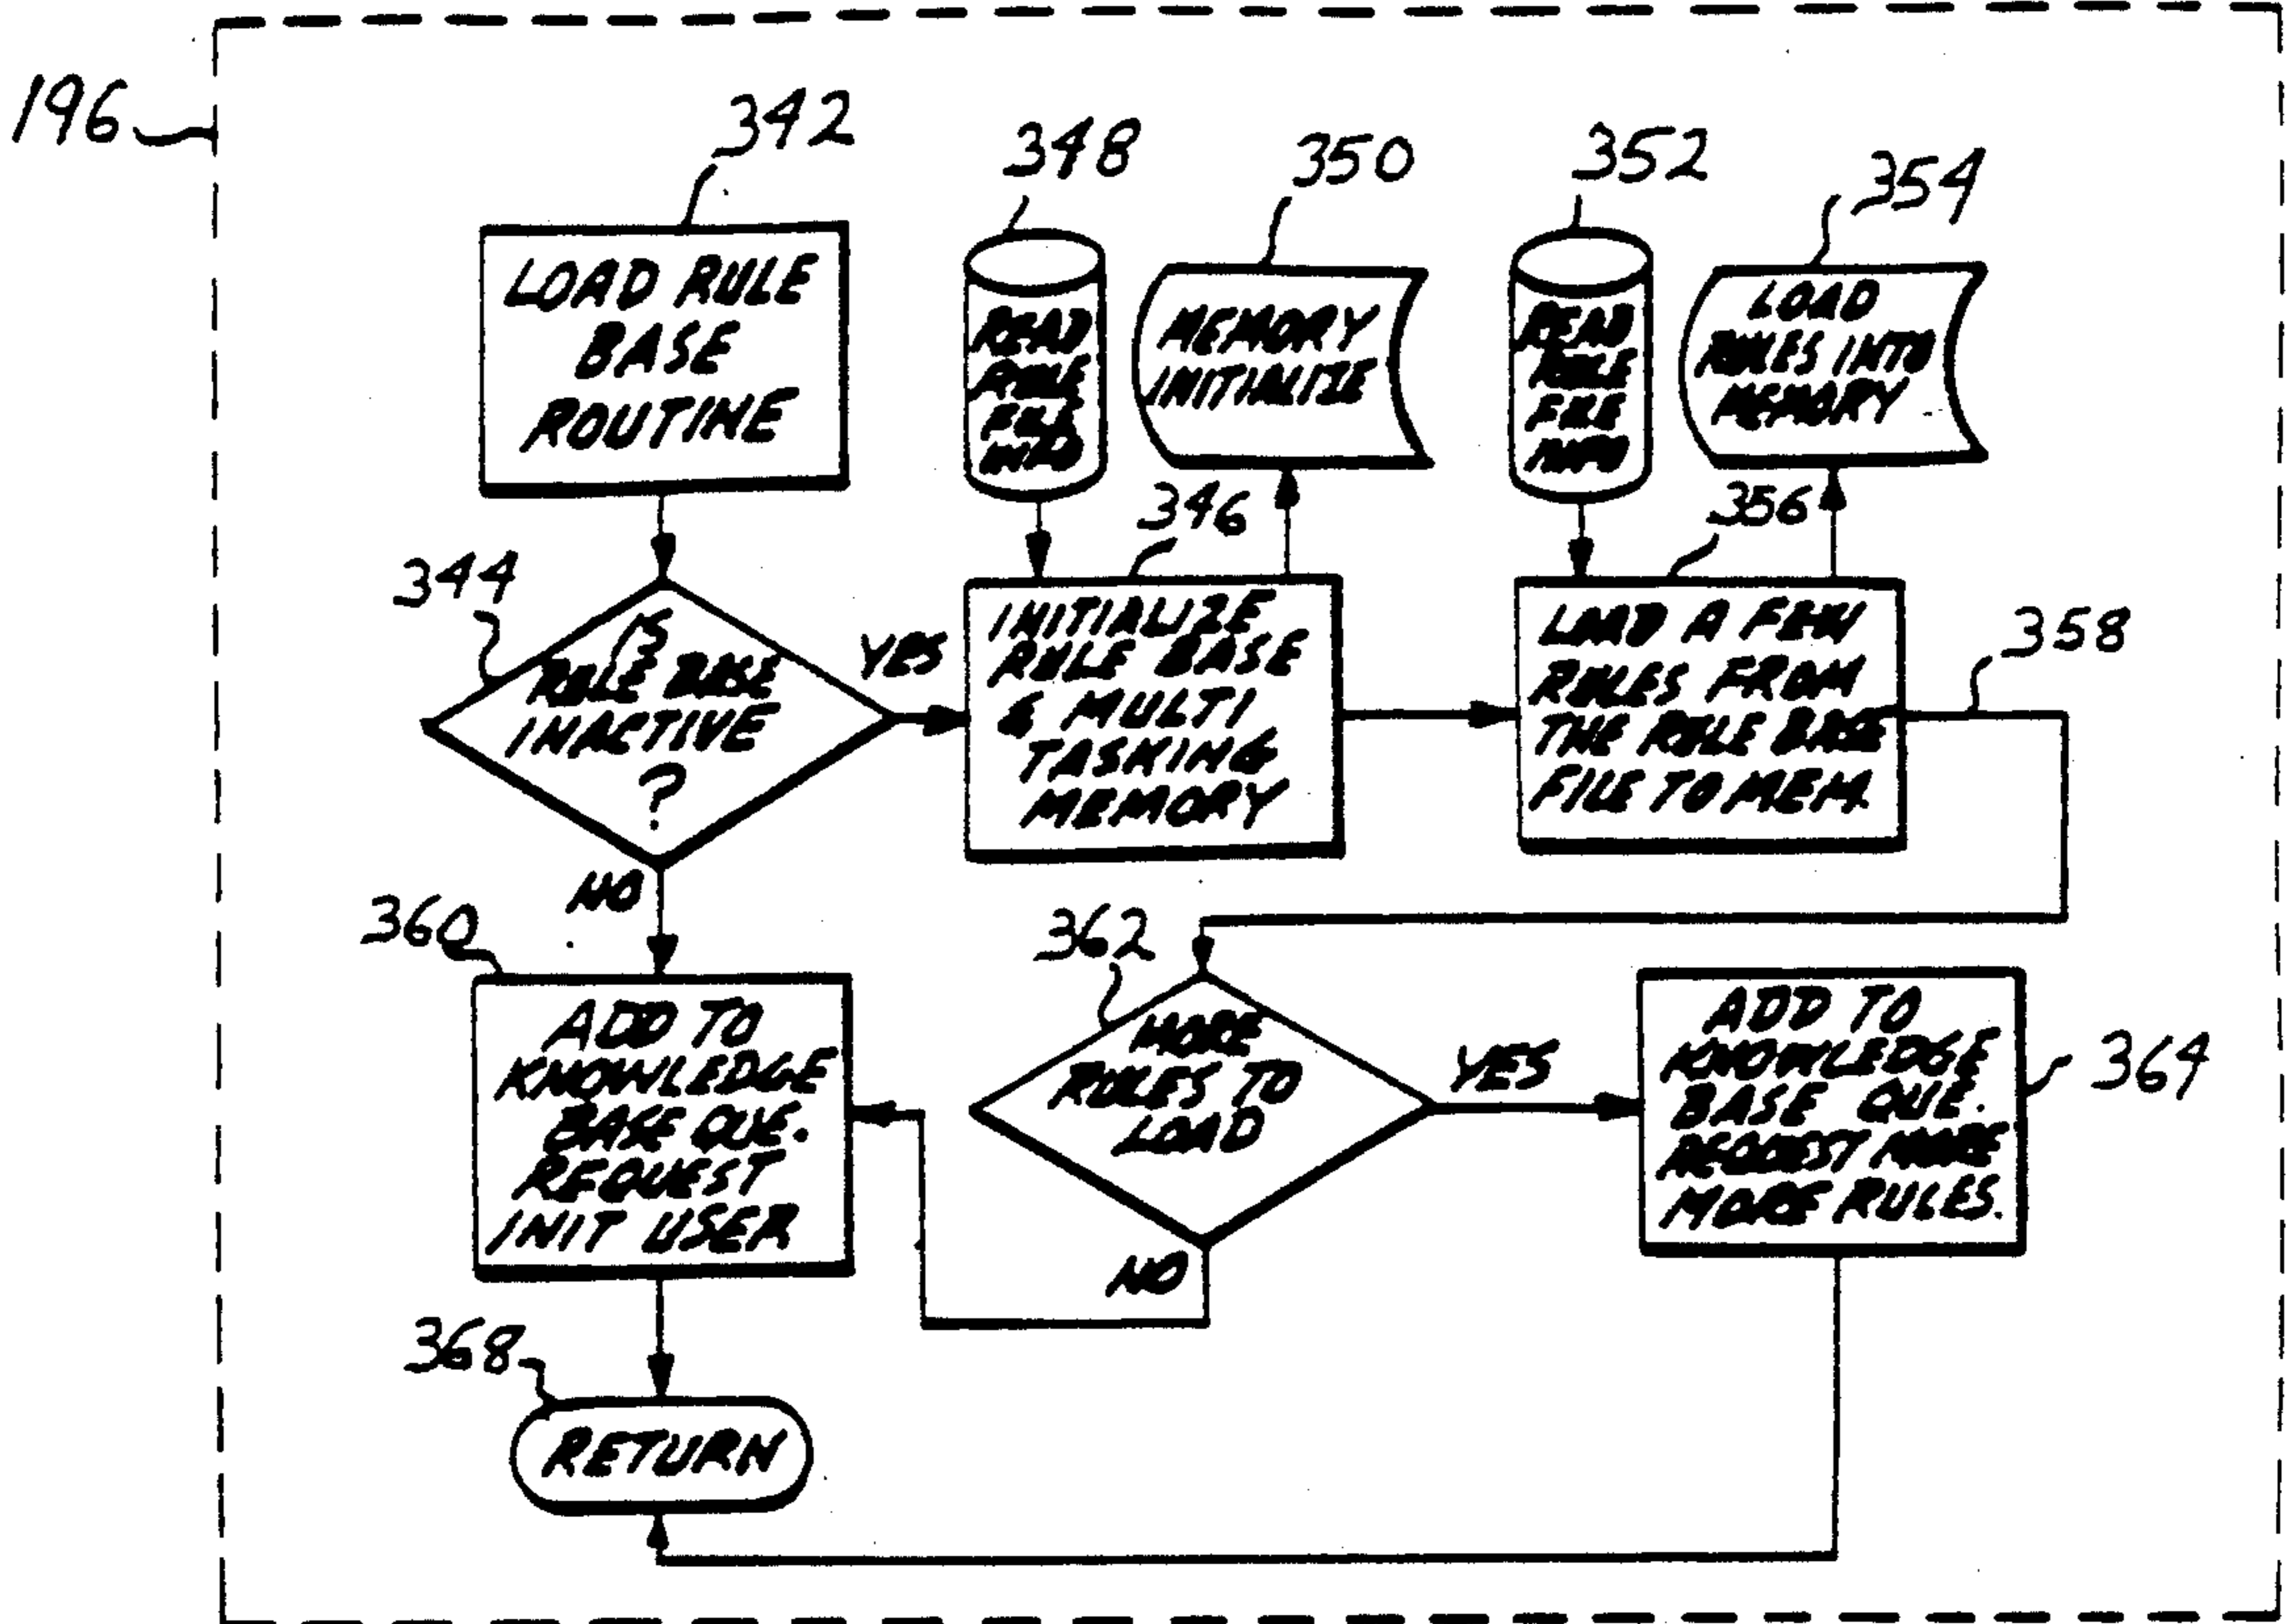 196
342
348
350
352
354
LOAD RULE
BASE
ROUTINE
READ
RULE
FILE
INFO
MEMORY
INITIALIZE
READ
RULE
FILE
INFO
LOAD
RULES INTO
MEMORY
344
346
356
358
IS
RULE BASE
INACTIVE
?
YES
NO
INITIALIZE
RULE BASE
& MULTI
TASKING
MEMORY
LOAD A FEW
RULES FROM
THE RULE BASE
FILE TO MEM.
360
362
364
ADD TO
KNOWLEDGE
BASE QUE.
REQUEST
INIT USER
MORE
RULES TO
LOAD
YES
NO
ADD TO
KNOWLEDGE
BASE QUE.
REQUEST
MORE RULES.
368
RETURN